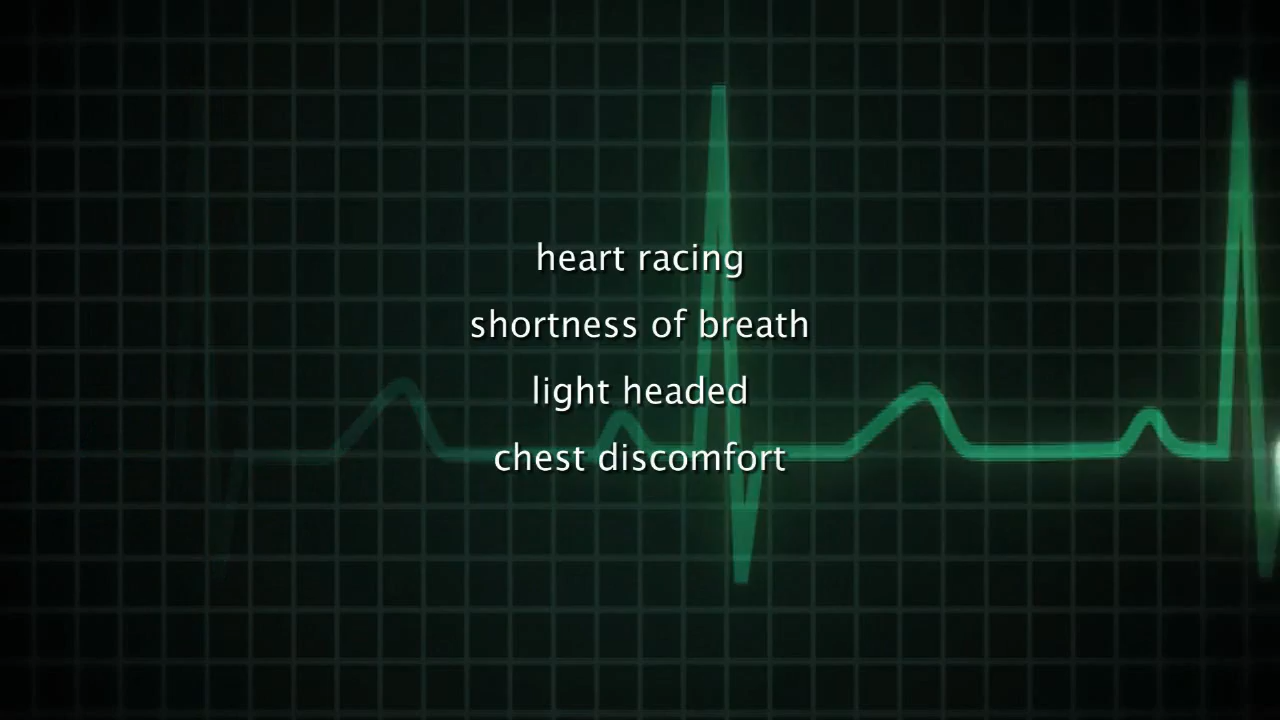 heart racing
shortness of breath
light headed
chest discomfort